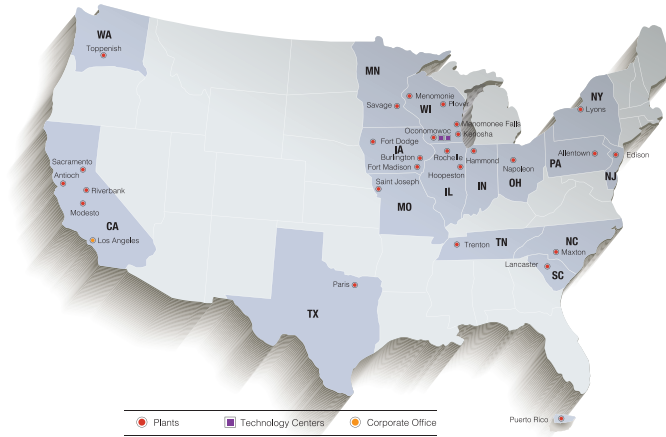 WA
Toppenish
MN
Menomonie
WI
Plover
Savage
NY
Lyons
Manomonee Falls
Oconomowoc
Kenosha
Fort Dodge
IA
Burlington
Rochelle
Hammond
Fort Madison
Hoopeston
Napoleon
Allentown
Edison
PA
NJ
Saint Joseph
IL
IN
OH
MO
Sacramento
Antioch
Riverbank
Modesto
CA
Los Angeles
TN
Trenton
NC
Maxton
Lancaster
SC
Paris
TX
Puerto Rico
Plants
Technology Centers
Corporate Office